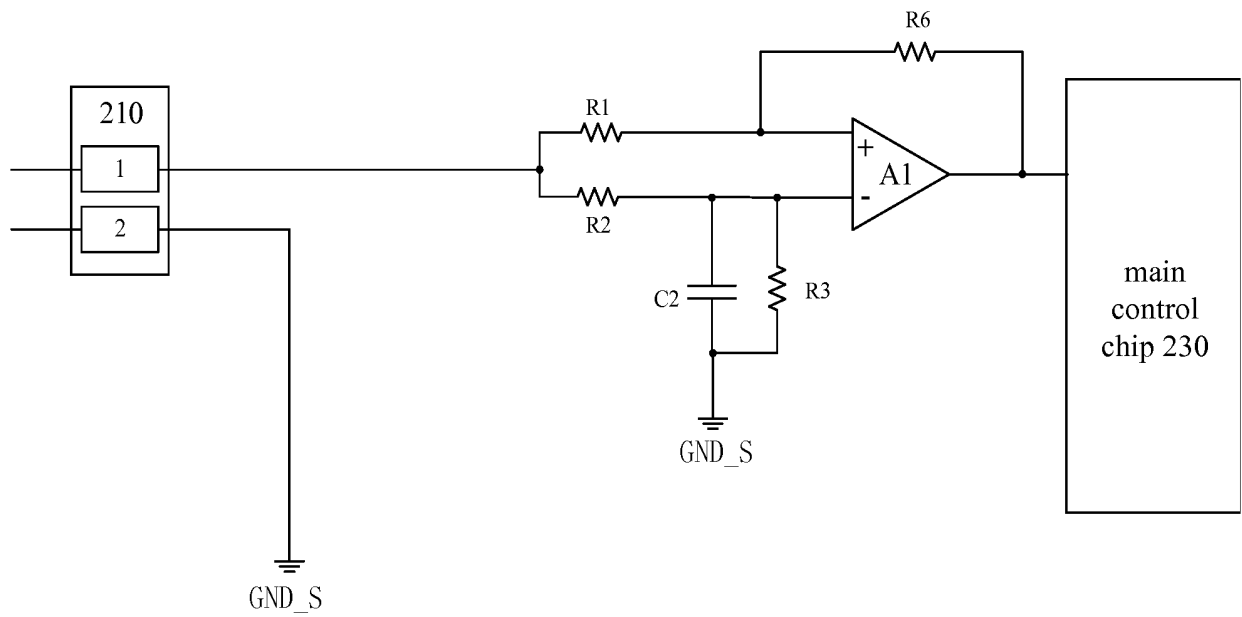 R6
210
R1
1
+
A1
2
-
R2
C2
R3
main
control
chip 230
GND_S
GND_S